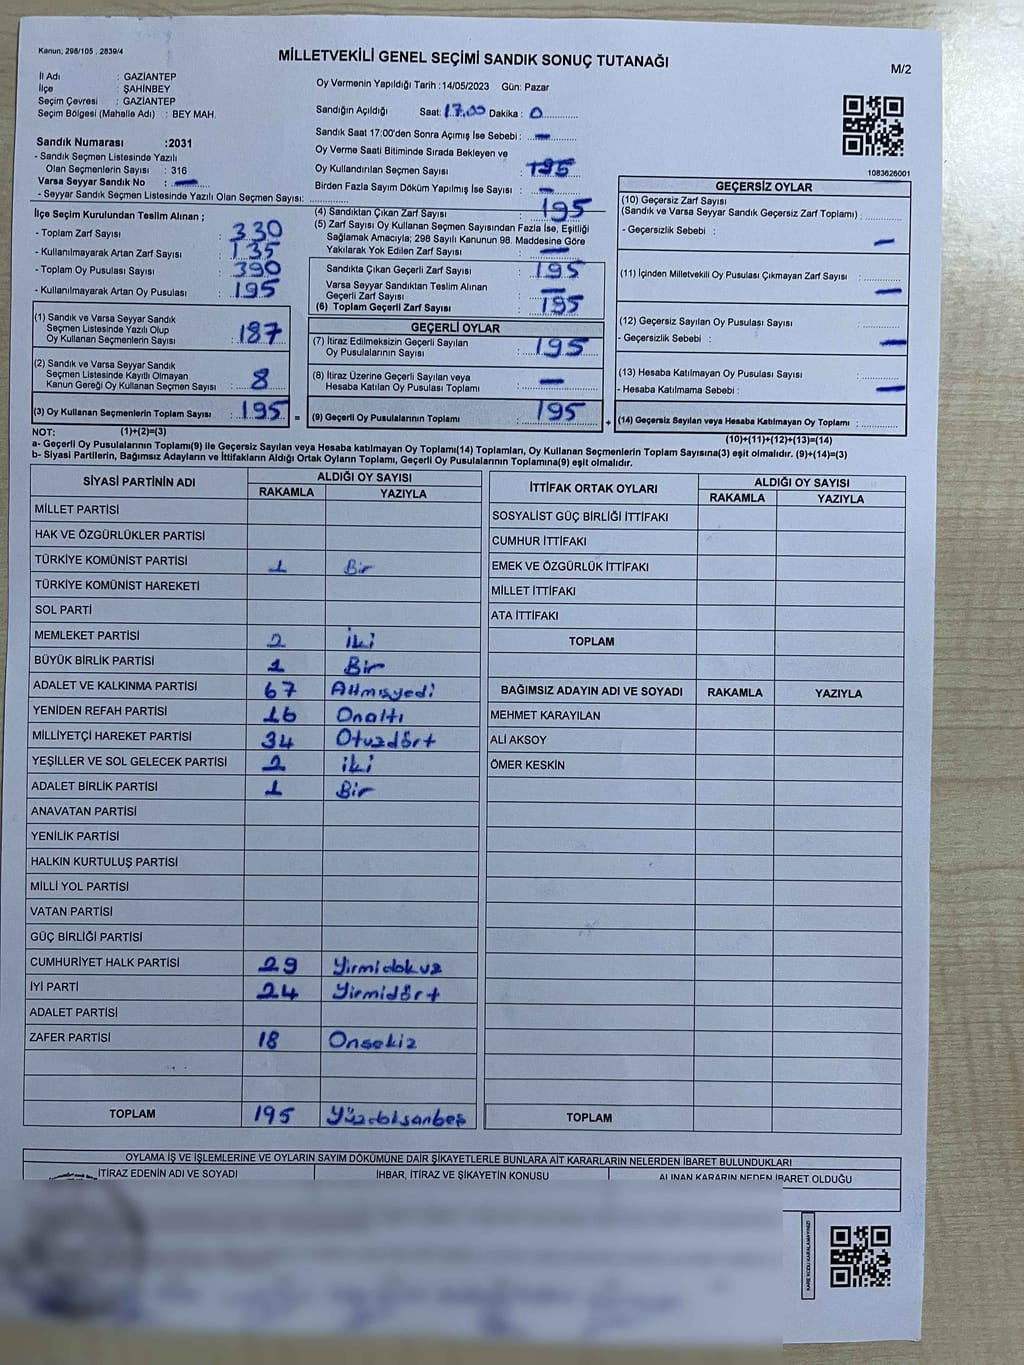 Kanun; 298/105 , 2839/4
MİLLETVEKİLİ GENEL SEÇİMİ SANDIK SONUÇ TUTANAĞI
M/2
İl Adı : GAZİANTEP
İlçe : ŞAHİNBEY
Seçim Çevresi : GAZİANTEP
Seçim Bölgesi (Mahalle Adı) : BEY MAH.
Oy Vermenin Yapıldığı Tarih : 14/05/2023 Gün: Pazar
Sandığın Açıldığı Saat: 17.00 Dakika : 0
Sandık Saat 17:00'den Sonra Açımış İse Sebebi : —
Oy Verme Saati Bitiminde Sırada Bekleyen ve
Oy Kullandırılan Seçmen Sayısı : 195
Birden Fazla Sayım Döküm Yapılmış İse Sayısı : —
1083626001
Sandık Numarası :2031
- Sandık Seçmen Listesinde Yazılı
Olan Seçmenlerin Sayısı : 316
Varsa Seyyar Sandık No : —
- Seyyar Sandık Seçmen Listesinde Yazılı Olan Seçmen Sayısı:
İlçe Seçim Kurulundan Teslim Alınan ;
- Toplam Zarf Sayısı : 330
- Kullanılmayarak Artan Zarf Sayısı : 135
- Toplam Oy Pusulası Sayısı : 390
- Kullanılmayarak Artan Oy Pusulası : 195
(1) Sandık ve Varsa Seyyar Sandık
Seçmen Listesinde Yazılı Olup
Oy Kullanan Seçmenlerin Sayısı : 187
(2) Sandık ve Varsa Seyyar Sandık
Seçmen Listesinde Kayıtlı Olmayan
Kanun Gereği Oy Kullanan Seçmen Sayısı : 8
(3) Oy Kullanan Seçmenlerin Toplam Sayısı : 195 =
(4) Sandıktan Çıkan Zarf Sayısı : 195
(5) Zarf Sayısı Oy Kullanan Seçmen Sayısından Fazla İse, Eşitliği
Sağlamak Amacıyla; 298 Sayılı Kanunun 98. Maddesine Göre
Yakılarak Yok Edilen Zarf Sayısı : —
Sandıkta Çıkan Geçerli Zarf Sayısı : 195
Varsa Seyyar Sandıktan Teslim Alınan
Geçerli Zarf Sayısı : —
(6) Toplam Geçerli Zarf Sayısı : 195
GEÇERLİ OYLAR
(7) İtiraz Edilmeksizin Geçerli Sayılan
Oy Pusulalarının Sayısı : 195
(8) İtiraz Üzerine Geçerli Sayılan veya
Hesaba Katılan Oy Pusulası Toplamı : —
(9) Geçerli Oy Pusulalarının Toplamı : 195 +
GEÇERSİZ OYLAR
(10) Geçersiz Zarf Sayısı
(Sandık ve Varsa Seyyar Sandık Geçersiz Zarf Toplamı) :
- Geçersizlik Sebebi : —
(11) İçinden Milletvekili Oy Pusulası Çıkmayan Zarf Sayısı : —
(12) Geçersiz Sayılan Oy Pusulası Sayısı :
- Geçersizlik Sebebi : —
(13) Hesaba Katılmayan Oy Pusulası Sayısı :
- Hesaba Katılmama Sebebi : —
(14) Geçersiz Sayılan veya Hesaba Katılmayan Oy Toplamı :
NOT: (1)+(2)=(3)
(10)+(11)+(12)+(13)=(14)
a- Geçerli Oy Pusulalarının Toplamı(9) ile Geçersiz Sayılan veya Hesaba katılmayan Oy Toplamı(14) Toplamları, Oy Kullanan Seçmenlerin Toplam Sayısına(3) eşit olmalıdır. (9)+(14)=(3)
b- Siyasi Partilerin, Bağımsız Adayların ve İttifakların Aldığı Ortak Oyların Toplamı, Geçerli Oy Pusulalarının Toplamına(9) eşit olmalıdır.
SİYASİ PARTİNİN ADI ALDIĞI OY SAYISI
RAKAMLA YAZIYLA
MİLLET PARTİSİ
HAK VE ÖZGÜRLÜKLER PARTİSİ
TÜRKİYE KOMÜNİST PARTİSİ 1 Bir
TÜRKİYE KOMÜNİST HAREKETİ
SOL PARTİ
MEMLEKET PARTİSİ 2 iki
BÜYÜK BİRLİK PARTİSİ 1 Bir
ADALET VE KALKINMA PARTİSİ 67 Altmışyedi
YENİDEN REFAH PARTİSİ 16 Onaltı
MİLLİYETÇİ HAREKET PARTİSİ 34 Otuzdört
YEŞİLLER VE SOL GELECEK PARTİSİ 2 iki
ADALET BİRLİK PARTİSİ 1 Bir
ANAVATAN PARTİSİ
YENİLİK PARTİSİ
HALKIN KURTULUŞ PARTİSİ
MİLLİ YOL PARTİSİ
VATAN PARTİSİ
GÜÇ BİRLİĞİ PARTİSİ
CUMHURİYET HALK PARTİSİ 29 Yirmidokuz
İYİ PARTİ 24 Yirmidört
ADALET PARTİSİ
ZAFER PARTİSİ 18 Onsekiz
TOPLAM 195 Yüzdoksanbeş
İTTİFAK ORTAK OYLARI ALDIĞI OY SAYISI
RAKAMLA YAZIYLA
SOSYALİST GÜÇ BİRLİĞİ İTTİFAKI
CUMHUR İTTİFAKI
EMEK VE ÖZGÜRLÜK İTTİFAKI
MİLLET İTTİFAKI
ATA İTTİFAKI
TOPLAM
BAĞIMSIZ ADAYIN ADI VE SOYADI RAKAMLA YAZIYLA
MEHMET KARAYILAN
ALİ AKSOY
ÖMER KESKİN
TOPLAM
OYLAMA İŞ VE İŞLEMLERİNE VE OYLARIN SAYIM DÖKÜMÜNE DAİR ŞİKAYETLERLE BUNLARA AİT KARARLARIN NELERDEN İBARET BULUNDUKLARI
İTİRAZ EDENİN ADI VE SOYADI İHBAR, İTİRAZ VE ŞİKAYETİN KONUSU ALINAN KARARIN NEDEN İBARET OLDUĞU
KARE KODU KARALAMAYINIZ!